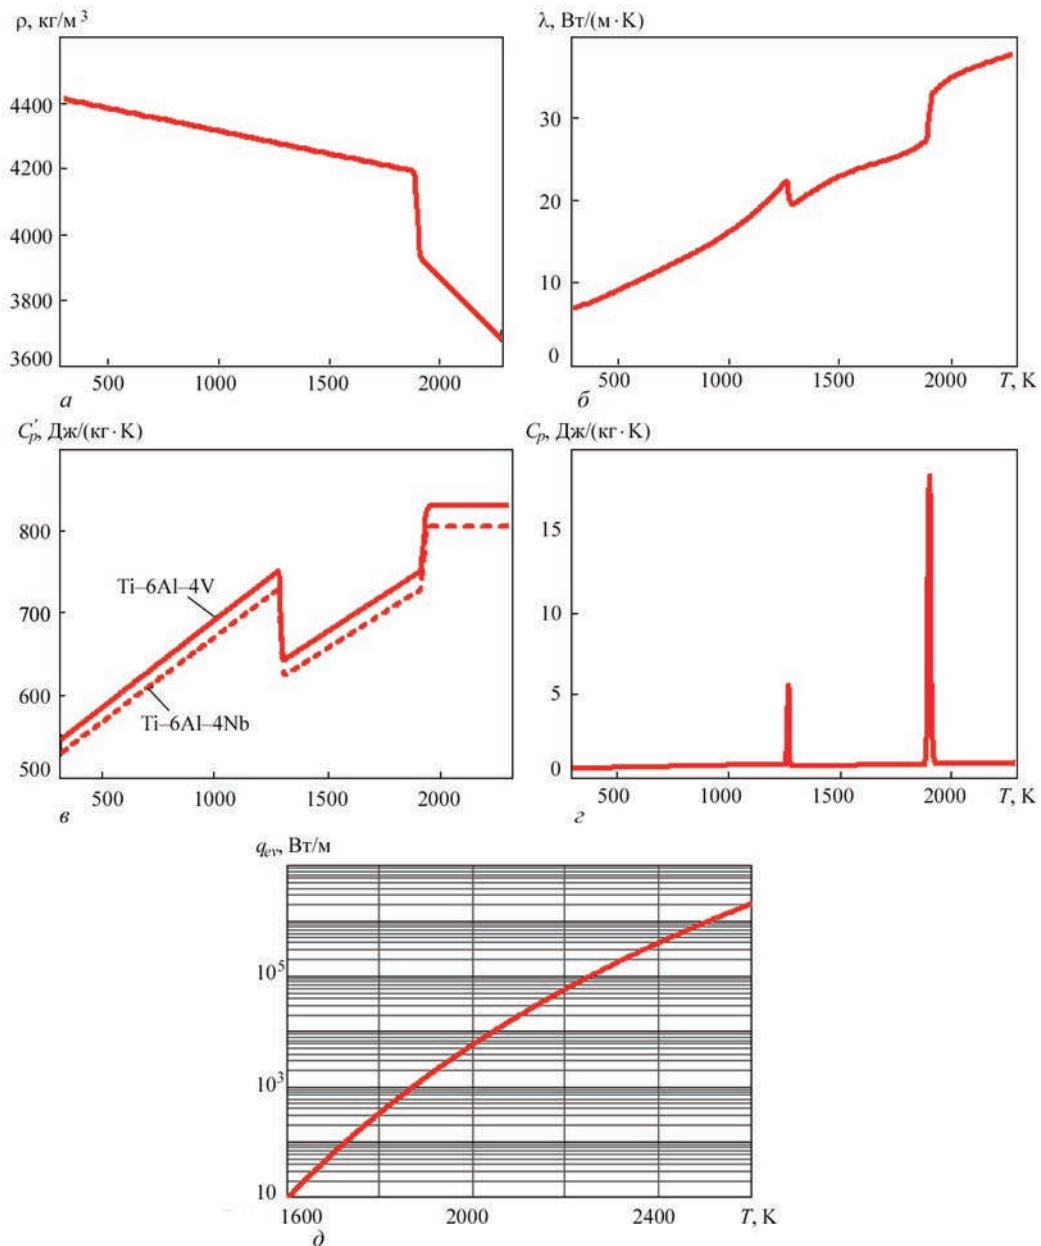 ρ, кг/м³
4400
4200
4000
3800
3600
500 1000 1500 2000
а
λ, Вт/(м·K)
30
20
10
0
500 1000 1500 2000 T, K
б
C′p, Дж/(кг·K)
800
700
600
500
Ti–6Al–4V
Ti–6Al–4Nb
500 1000 1500 2000
в
Cp, Дж/(кг·K)
15
10
5
0
500 1000 1500 2000 T, K
г
qev, Вт/м
10⁵
10³
10
1600 2000 2400 T, K
д